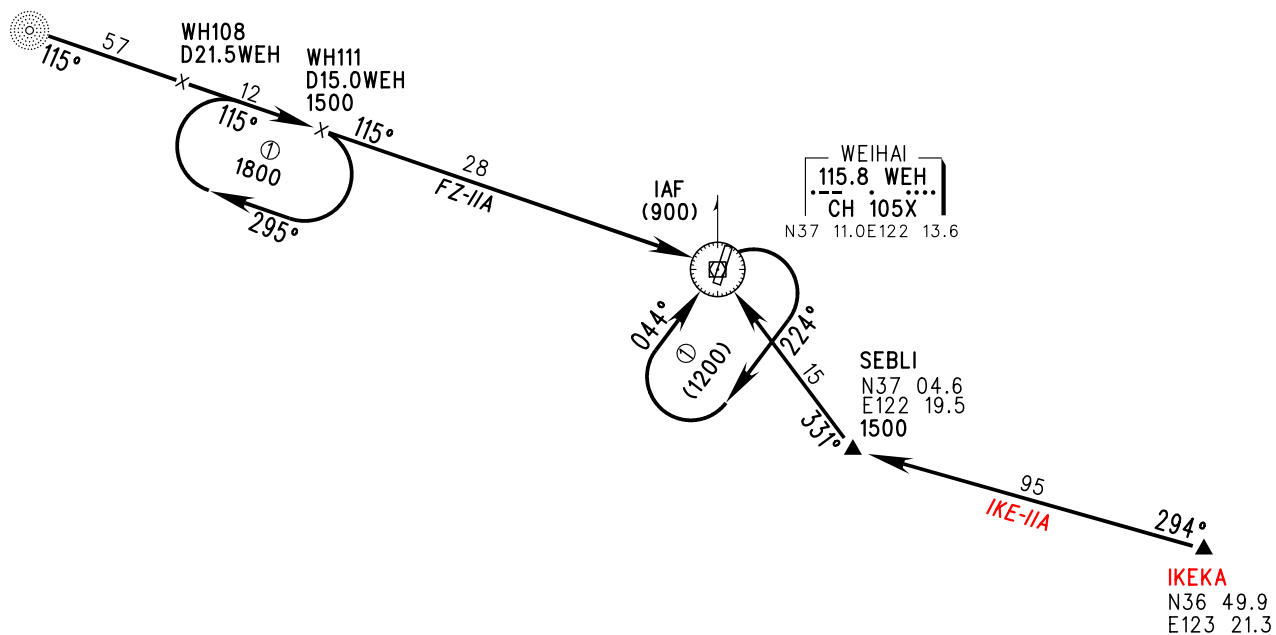 115°
57
WH108
D21.5WEH
12
115°
WH111
D15.0WEH
1500
115°
1
1800
295°
28
FZ-11A
IAF
(900)
WEIHAI
115.8 WEH
CH 105X
N37 11.0E122 13.6
044°
1
(1200)
224°
15
331°
SEBLI
N37 04.6
E122 19.5
1500
95
IKE-11A
294°
IKEKA
N36 49.9
E123 21.3